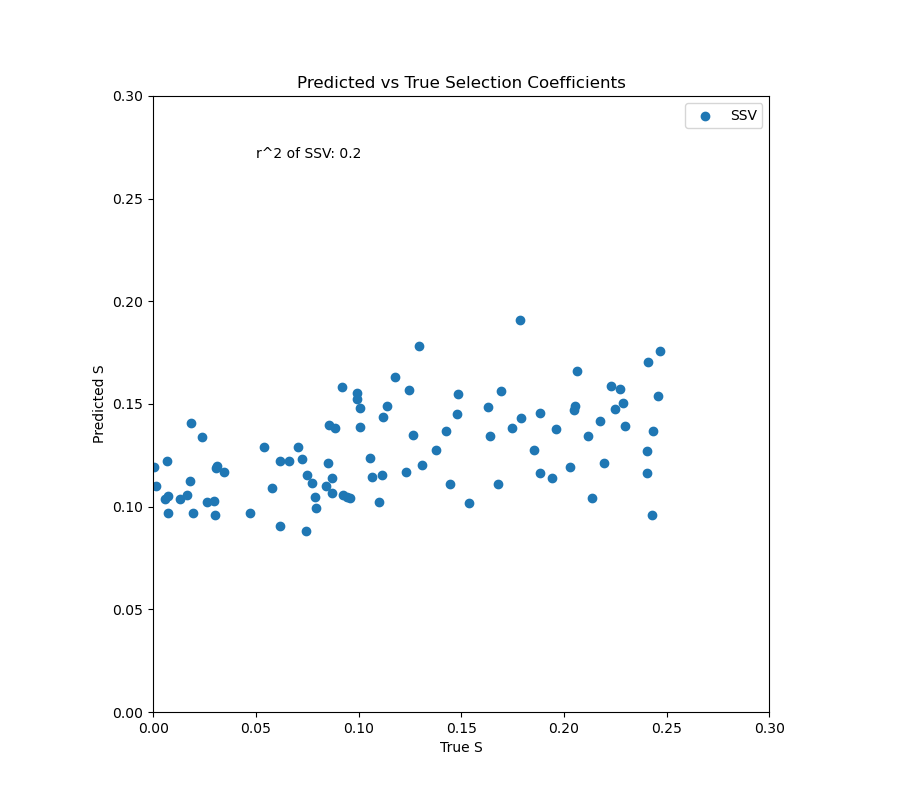 Predicted vs True Selection Coefficients
0.30
SSV
r^2 of SSV: 0.2
0.25
0.20
0.15
Predicted S
0.10
0.05
0.00
0.00 0.05 0.10 0.15 0.20 0.25 0.30
True S